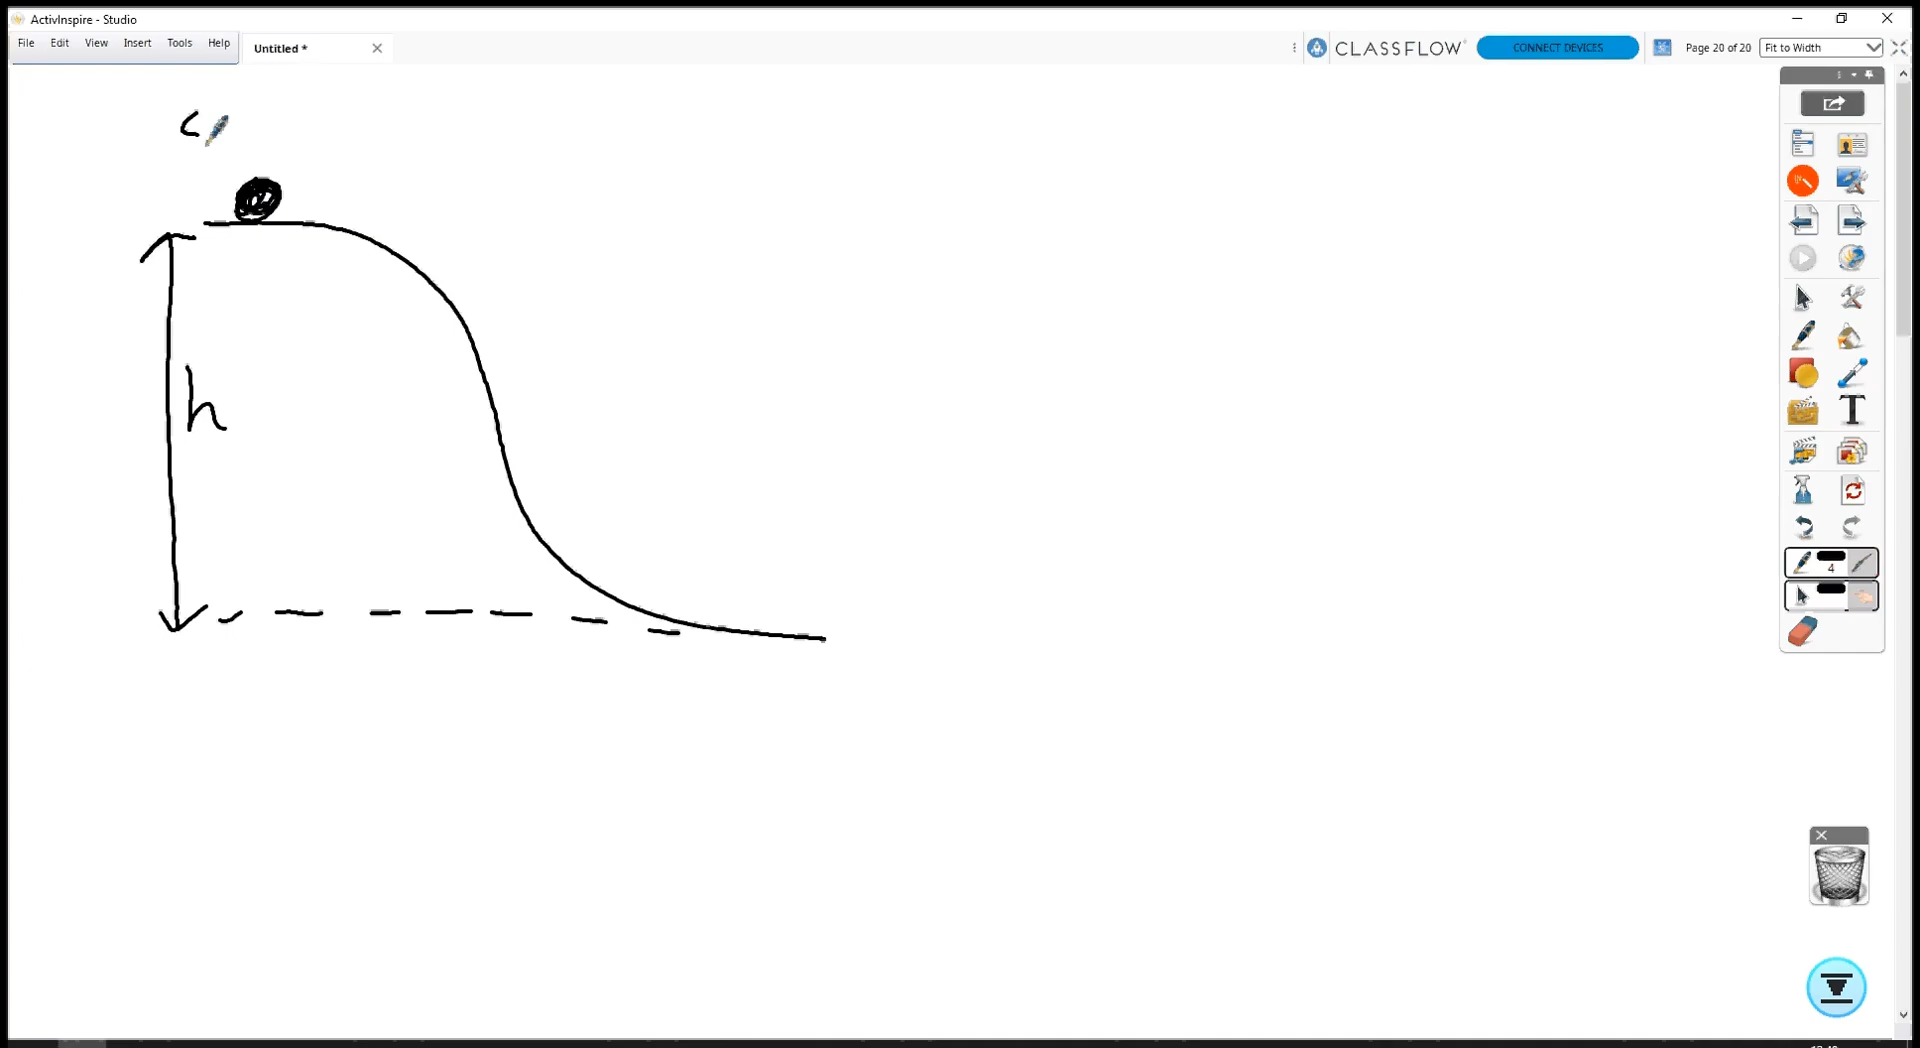 ActivInspire - Studio
File Edit View Insert Tools Help
Untitled *
CLASSFLOW
CONNECT DEVICES
Page 20 of 20
Fit to Width
c
h
T
4